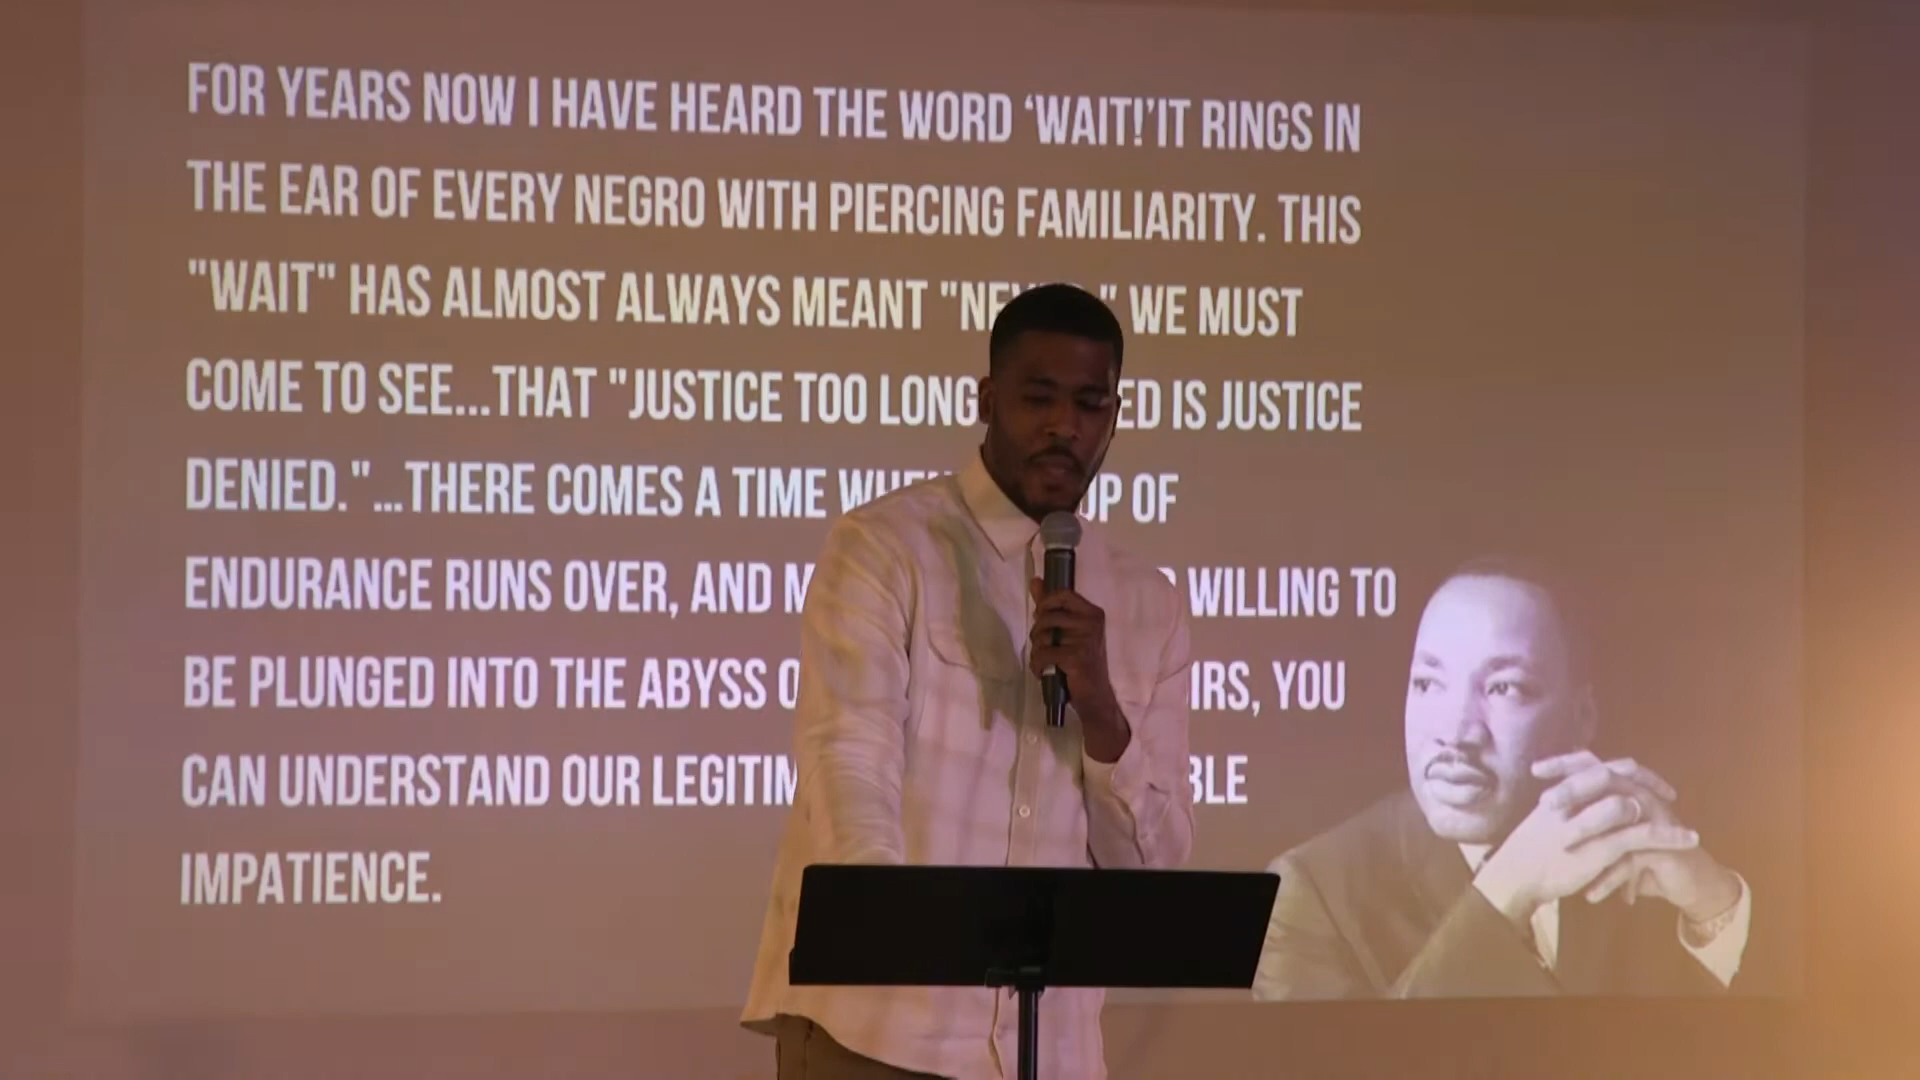 FOR YEARS NOW I HAVE HEARD THE WORD ‘WAIT!’IT RINGS IN
THE EAR OF EVERY NEGRO WITH PIERCING FAMILIARITY. THIS
"WAIT" HAS ALMOST ALWAYS MEANT " WE MUST
COME TO SEE...THAT "JUSTICE TOO LONG IS JUSTICE
DENIED."...THERE COMES A TIME OF
ENDURANCE RUNS OVER, AND WILLING TO
BE PLUNGED INTO THE ABYSS YOU
CAN UNDERSTAND OUR
IMPATIENCE.